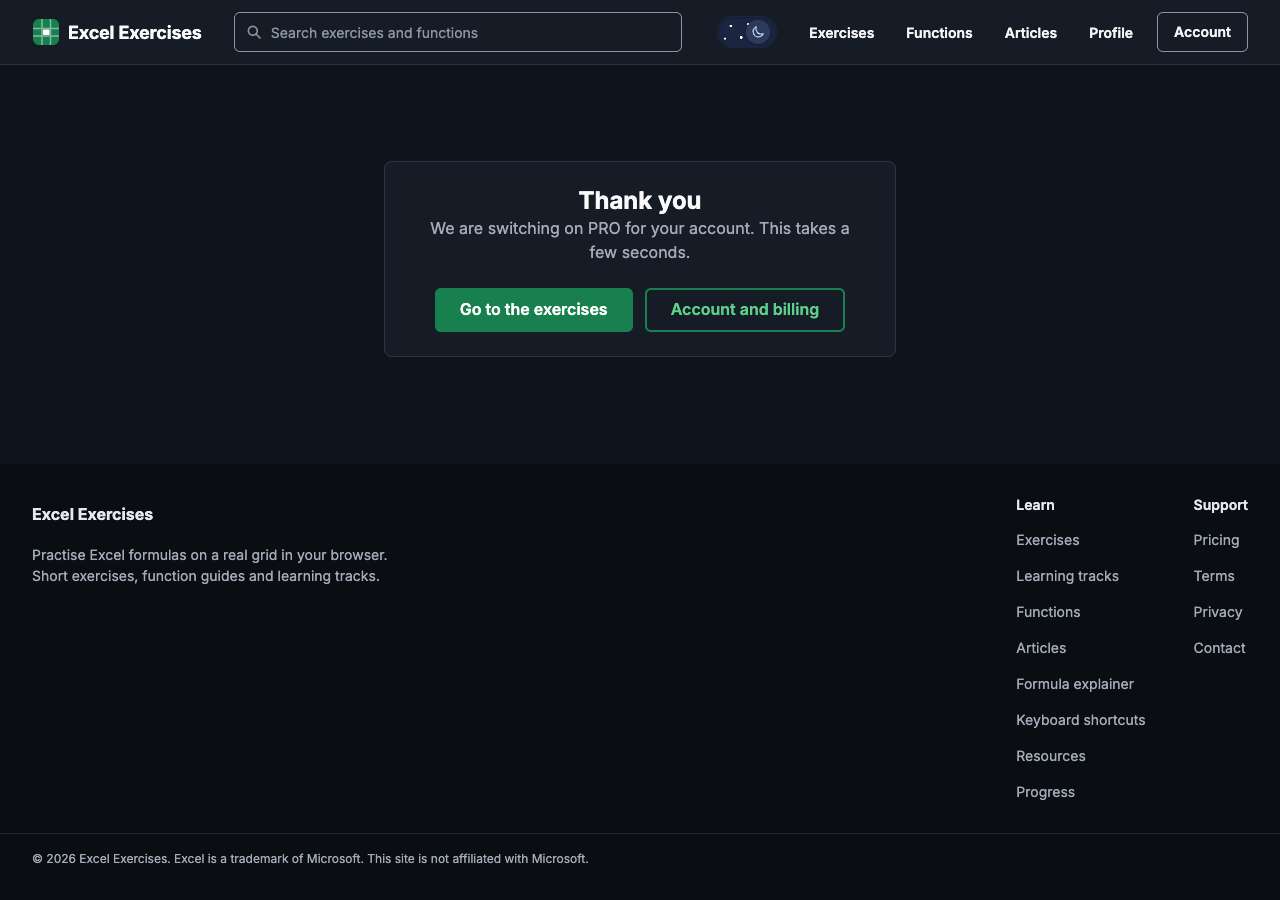 Excel Exercises
Search exercises and functions
Exercises
Functions
Articles
Profile
Account
Thank you
We are switching on PRO for your account. This takes a
few seconds.
Go to the exercises
Account and billing
Excel Exercises
Practise Excel formulas on a real grid in your browser.
Short exercises, function guides and learning tracks.
Learn
Exercises
Learning tracks
Functions
Articles
Formula explainer
Keyboard shortcuts
Resources
Progress
Support
Pricing
Terms
Privacy
Contact
© 2026 Excel Exercises. Excel is a trademark of Microsoft. This site is not affiliated with Microsoft.